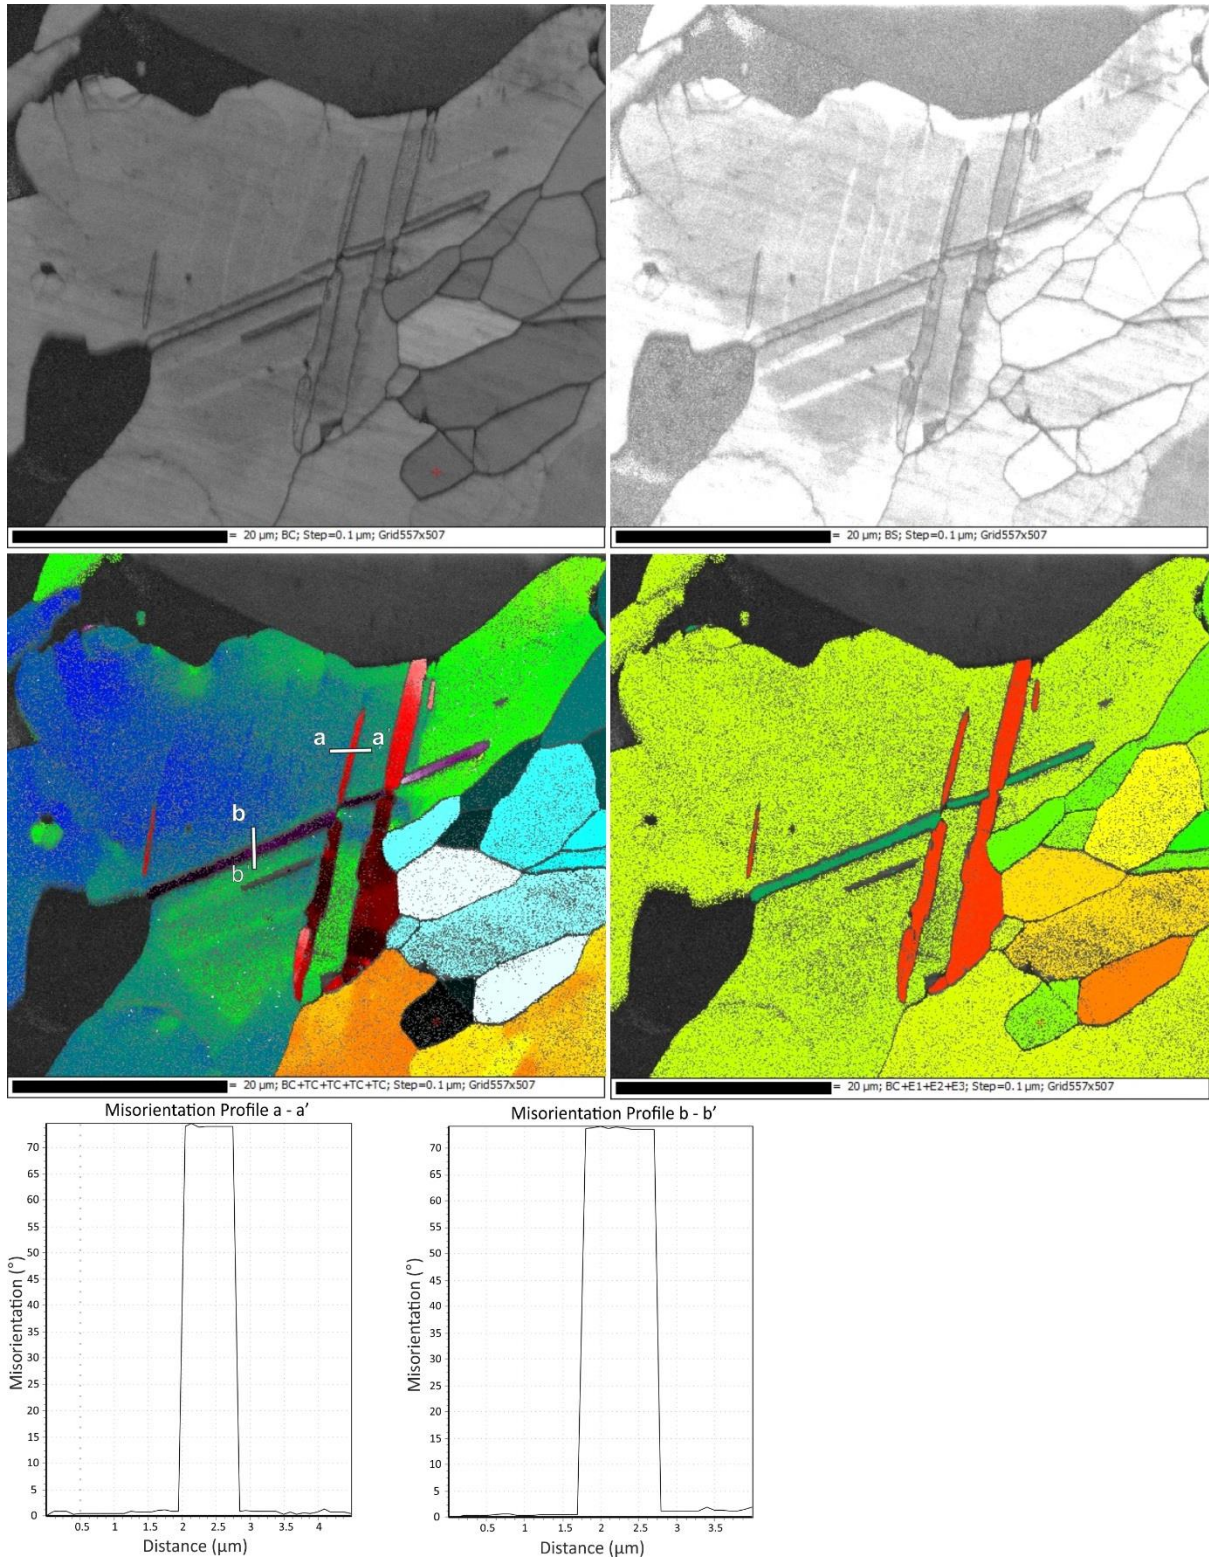 = 20 µm; BC; Step=0.1 µm; Grid557x507
= 20 µm; BS; Step=0.1 µm; Grid557x507
a a
b
b
= 20 µm; BC+TC+TC+TC+TC; Step=0.1 µm; Grid557x507
= 20 µm; BC+E1+E2+E3; Step=0.1 µm; Grid557x507
Misorientation Profile a - a’
Misorientation (°)
70
65
60
55
50
45
40
35
30
25
20
15
10
5
0
0.5 1 1.5 2 2.5 3 3.5 4
Distance (µm)
Misorientation Profile b - b’
Misorientation (°)
70
65
60
55
50
45
40
35
30
25
20
15
10
5
0
0.5 1 1.5 2 2.5 3 3.5
Distance (µm)